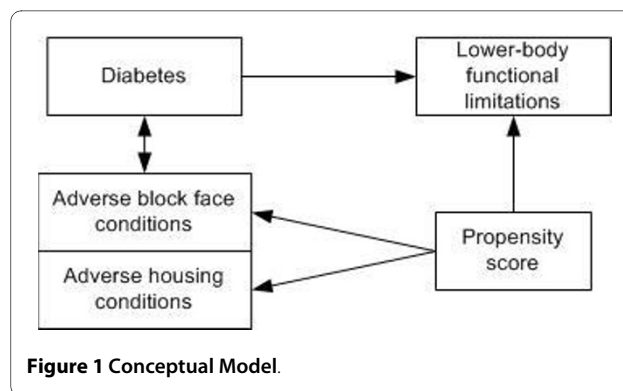 Diabetes
Lower-body
functional
limitations
Adverse block face
conditions
Adverse housing
conditions
Propensity
score
Figure 1 Conceptual Model.